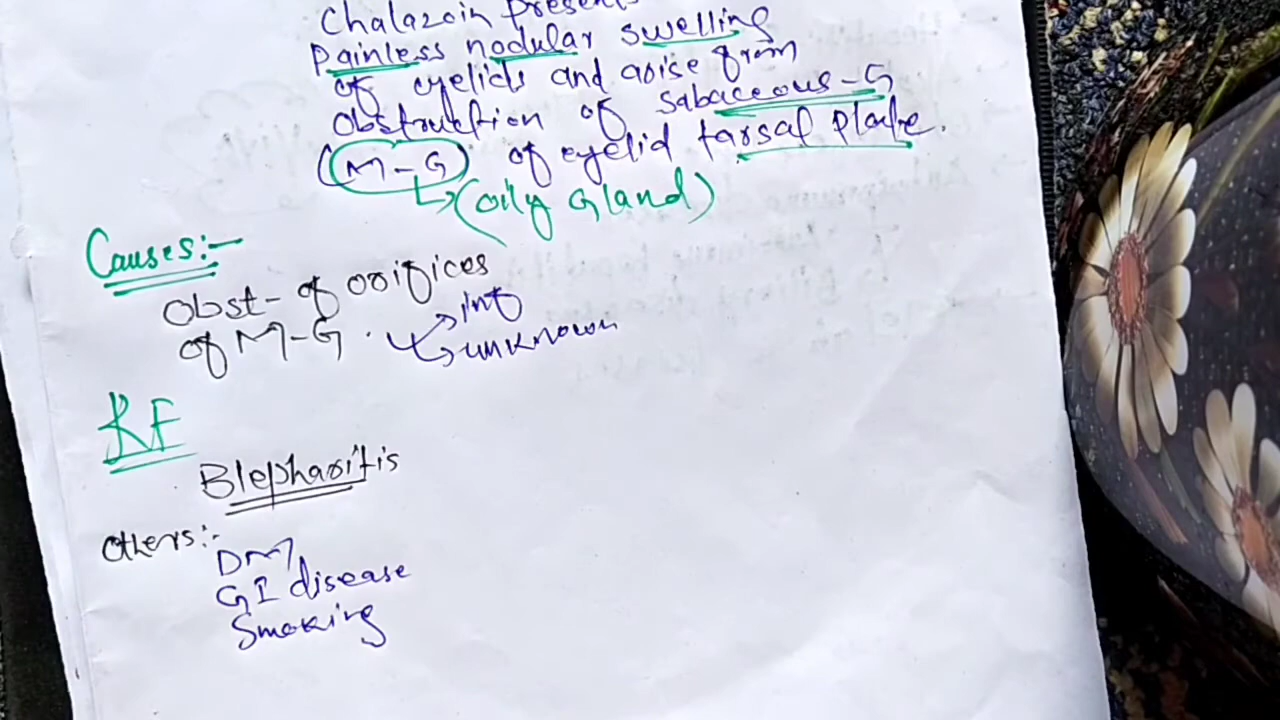 Chalazoin presents
Painless nodular swelling
of eyelids and arise from
obstruction of sabaceous-G
(M-G) of eyelid tarsal plate.
(oily Gland)
Causes:-
Obst- of orifices
of M-G. inf
unknown
RF
Blepharitis
Others:-
DM
GI disease
Smoking